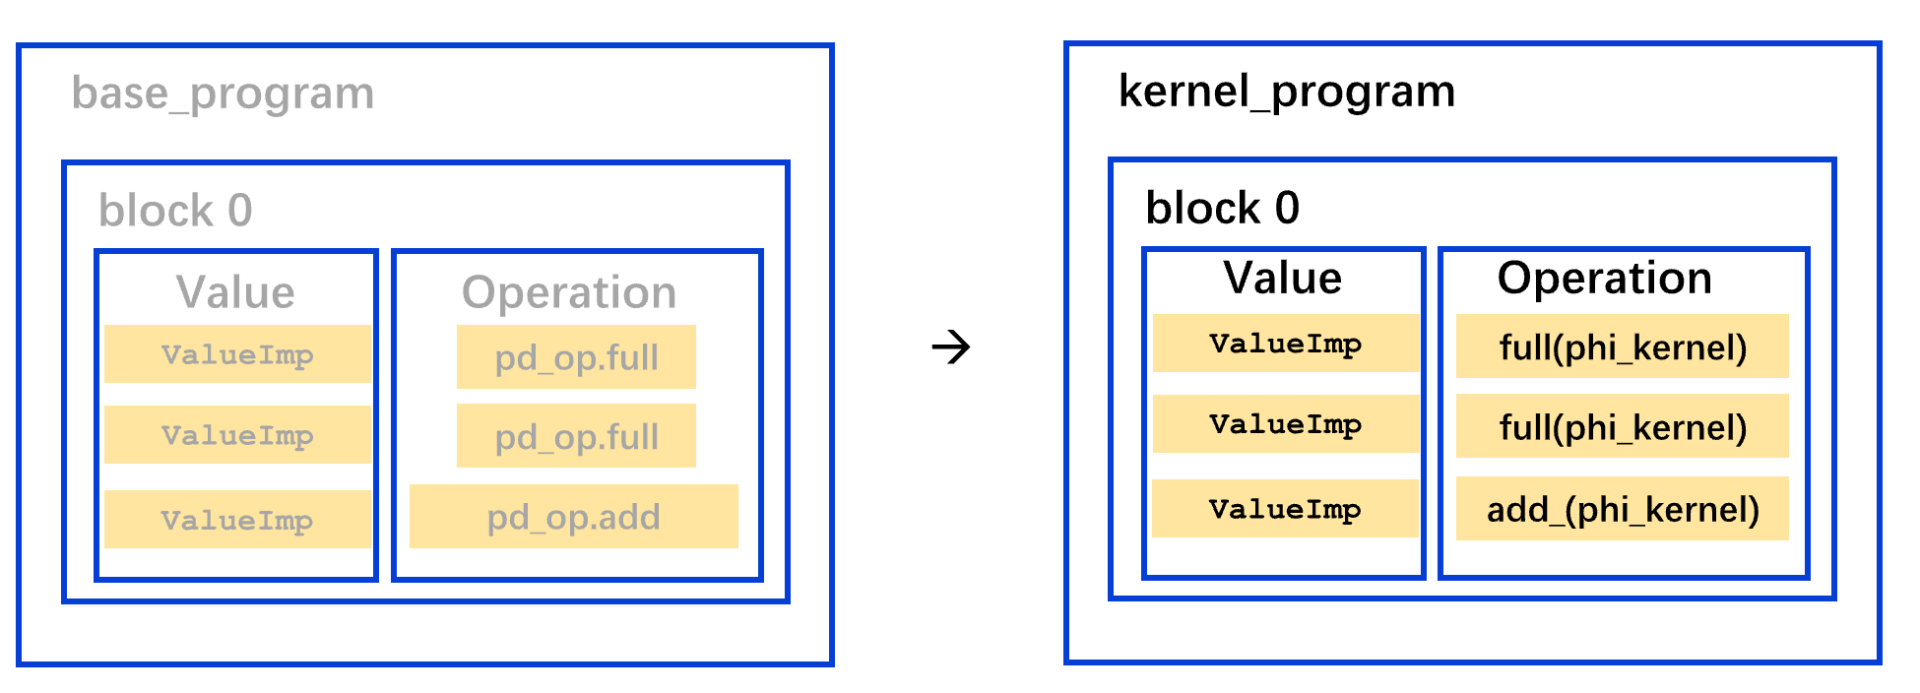 base_program
block 0
Value
Operation
ValueImp
pd_op.full
ValueImp
pd_op.full
ValueImp
pd_op.add
→
kernel_program
block 0
Value
Operation
ValueImp
full(phi_kernel)
ValueImp
full(phi_kernel)
ValueImp
add_(phi_kernel)